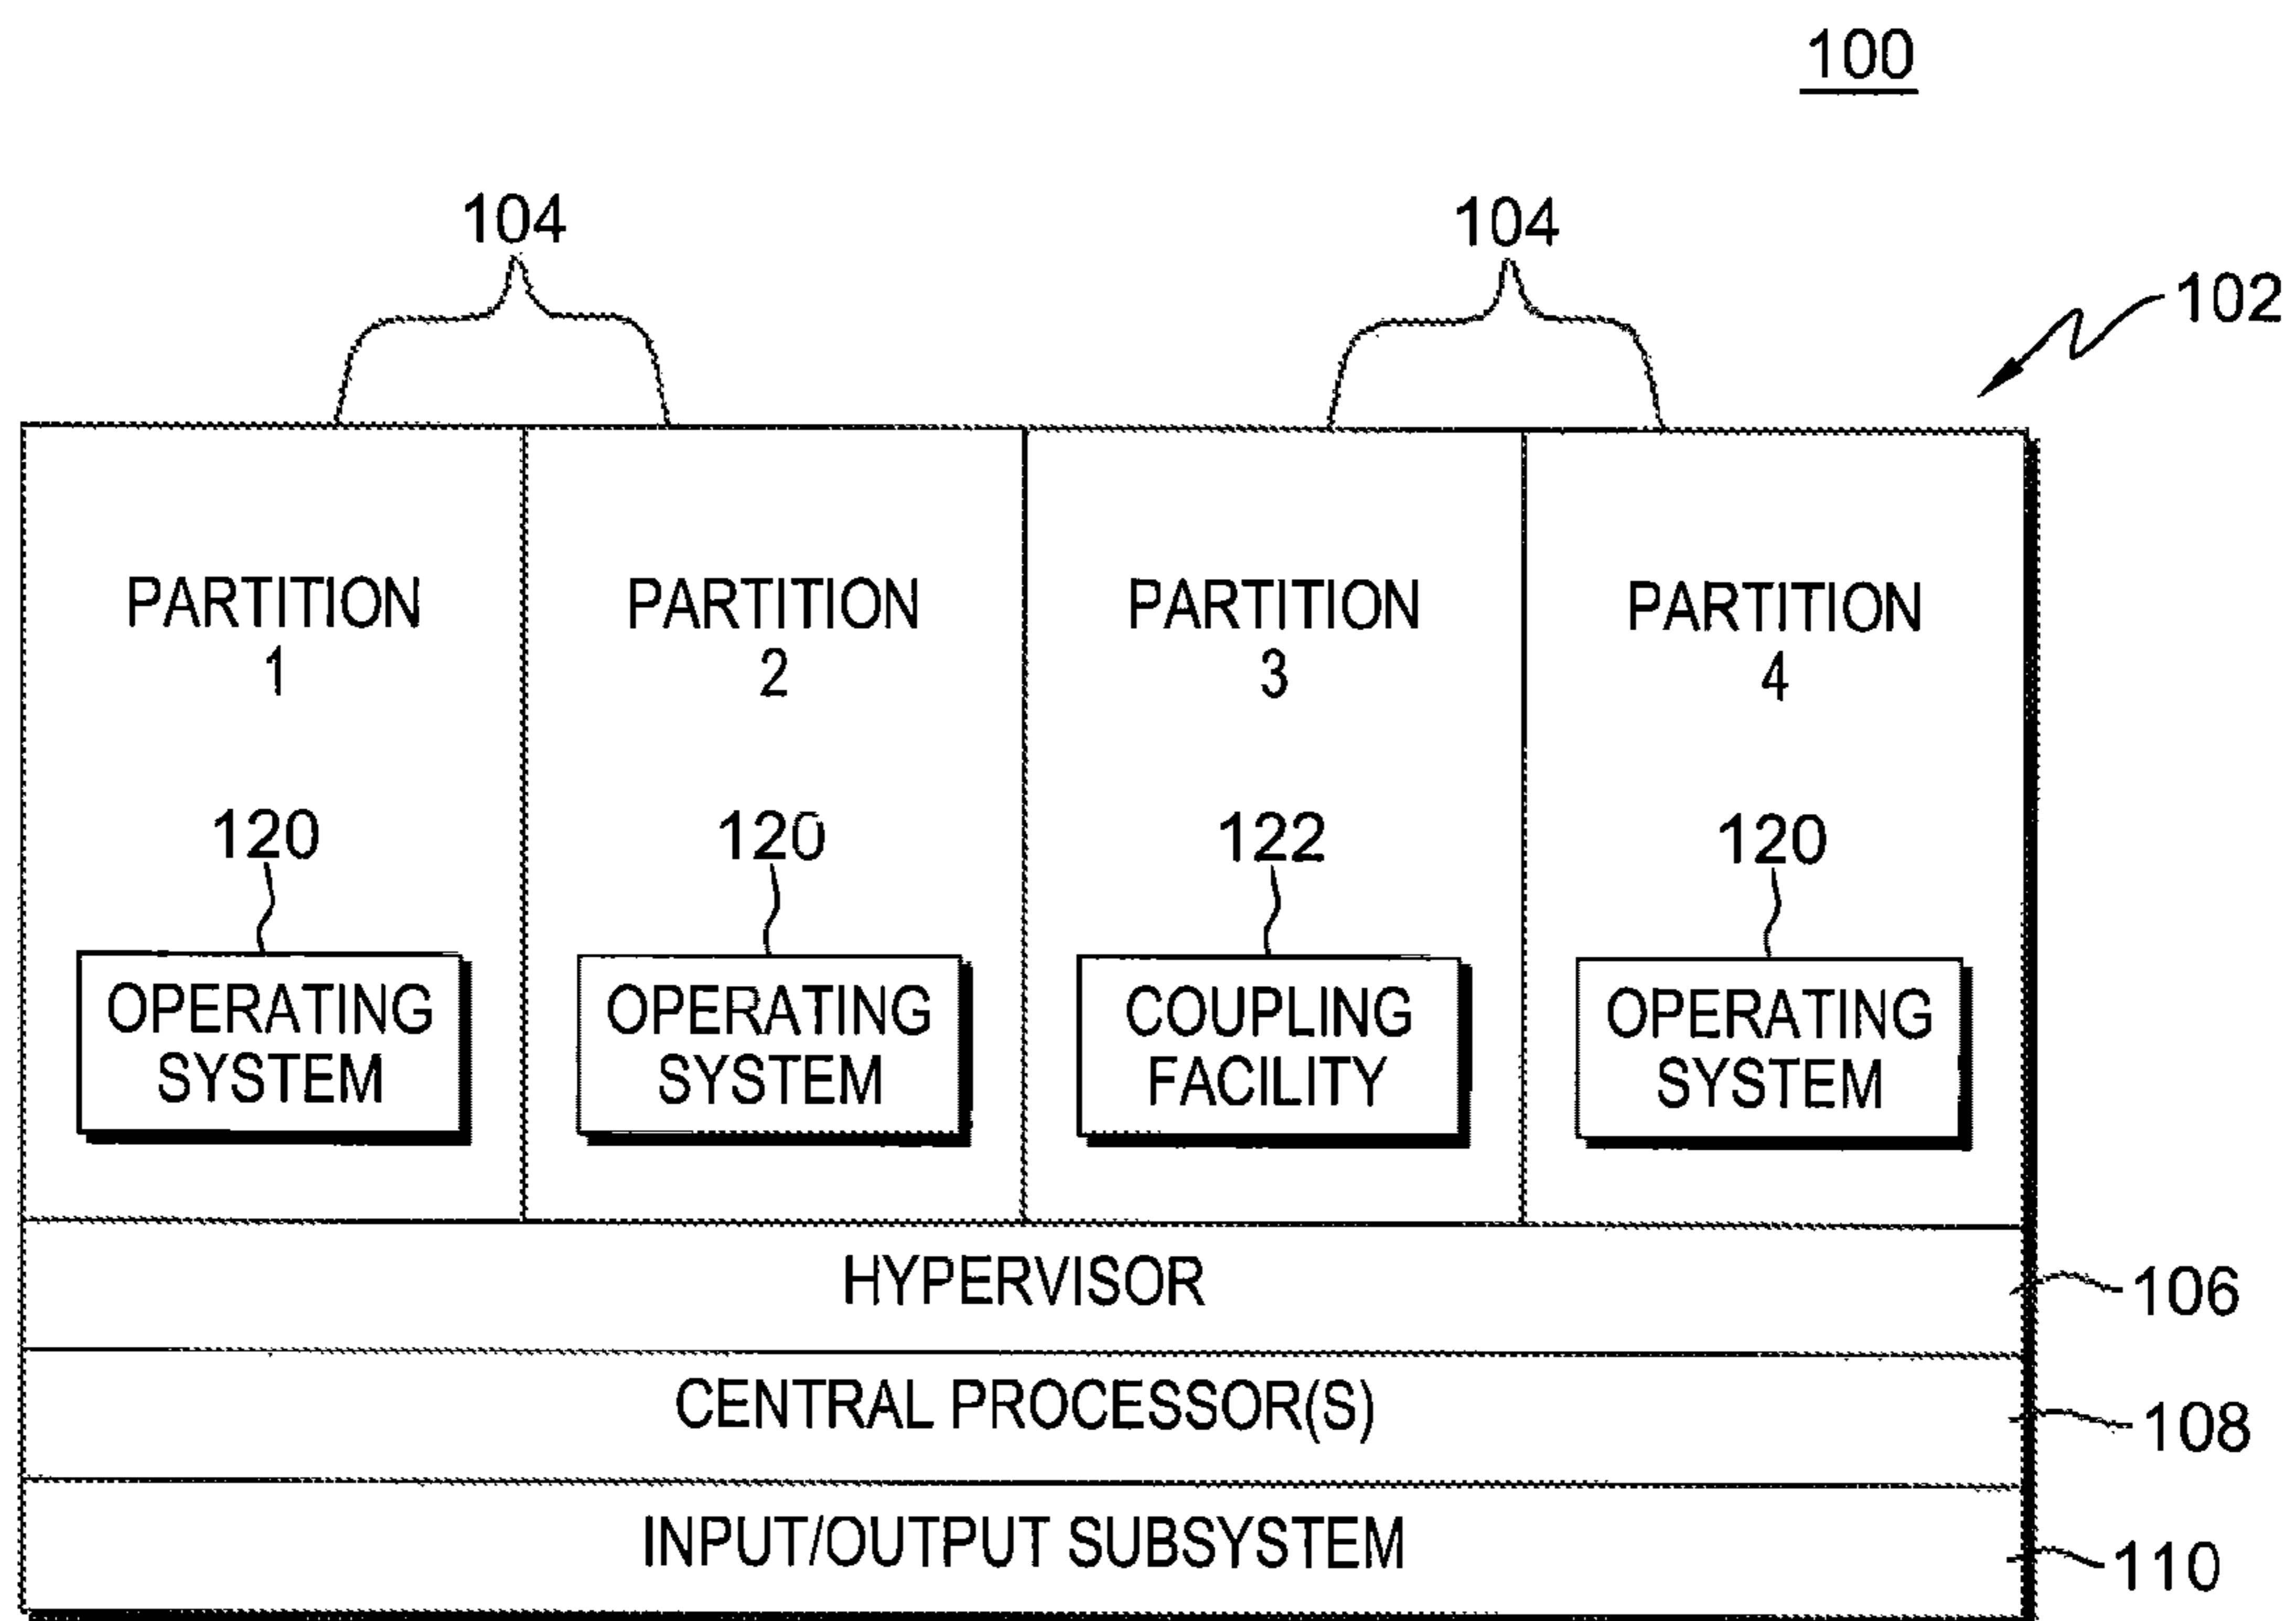 100
104
104
102
PARTITION
1
PARTITION
2
PARTITION
3
PARTITION
4
120
120
122
120
OPERATING
SYSTEM
OPERATING
SYSTEM
COUPLING
FACILITY
OPERATING
SYSTEM
HYPERVISOR
106
CENTRAL PROCESSOR(S)
108
INPUT/OUTPUT SUBSYSTEM
110